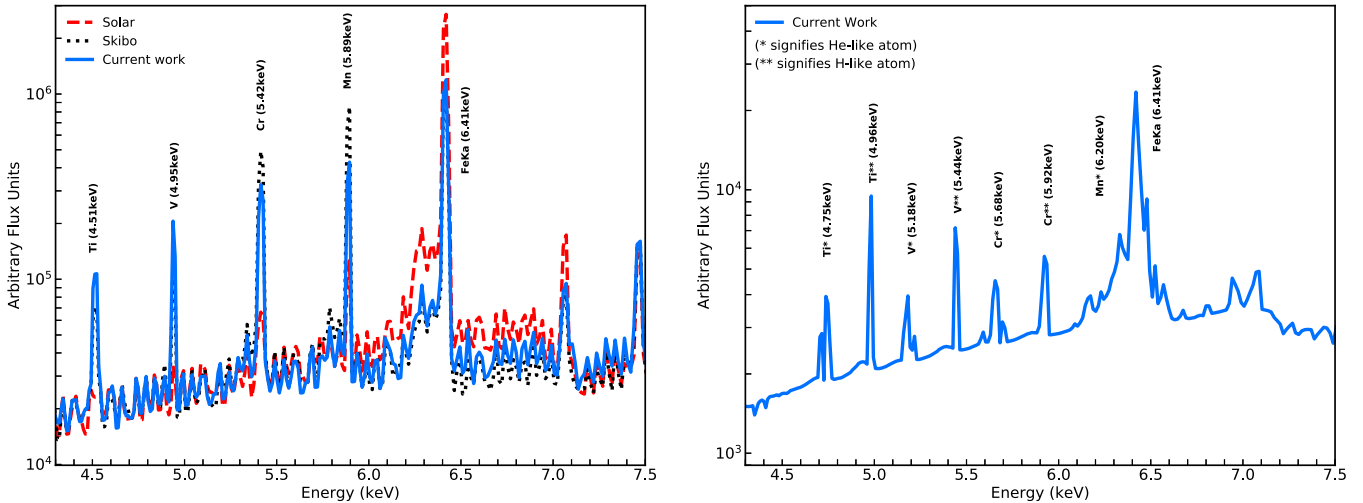 Solar
Skibo
Current work
Ti (4.51keV)
V (4.95keV)
Cr (5.42keV)
Mn (5.89keV)
FeKa (6.41keV)
Arbitrary Flux Units
10^6
10^5
10^4
4.5 5.0 5.5 6.0 6.5 7.0 7.5
Energy (keV)
Current Work
(* signifies He-like atom)
(** signifies H-like atom)
Ti* (4.75keV)
Ti** (4.96keV)
V* (5.18keV)
V** (5.44keV)
Cr* (5.68keV)
Cr** (5.92keV)
Mn* (6.20keV)
FeKa (6.41keV)
Arbitrary Flux Units
10^4
10^3
4.5 5.0 5.5 6.0 6.5 7.0 7.5
Energy (keV)